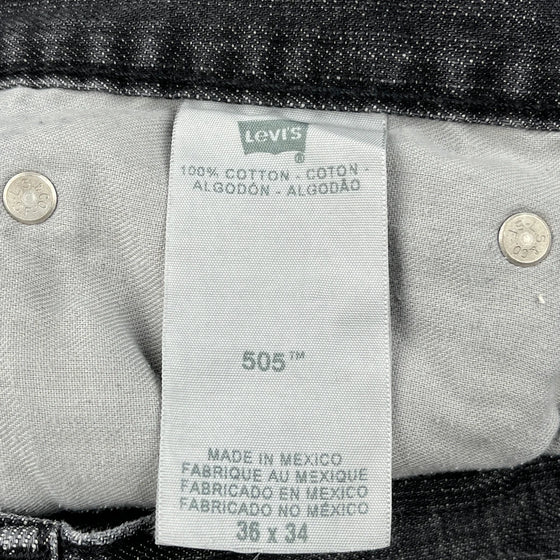 Levi's
®
100% COTTON - COTON -
ALGODÓN - ALGODÃO
505™
MADE IN MEXICO
FABRIQUE AU MEXIQUE
FABRICADO EN MEXICO
FABRICADO NO MÉXICO
36 x 34